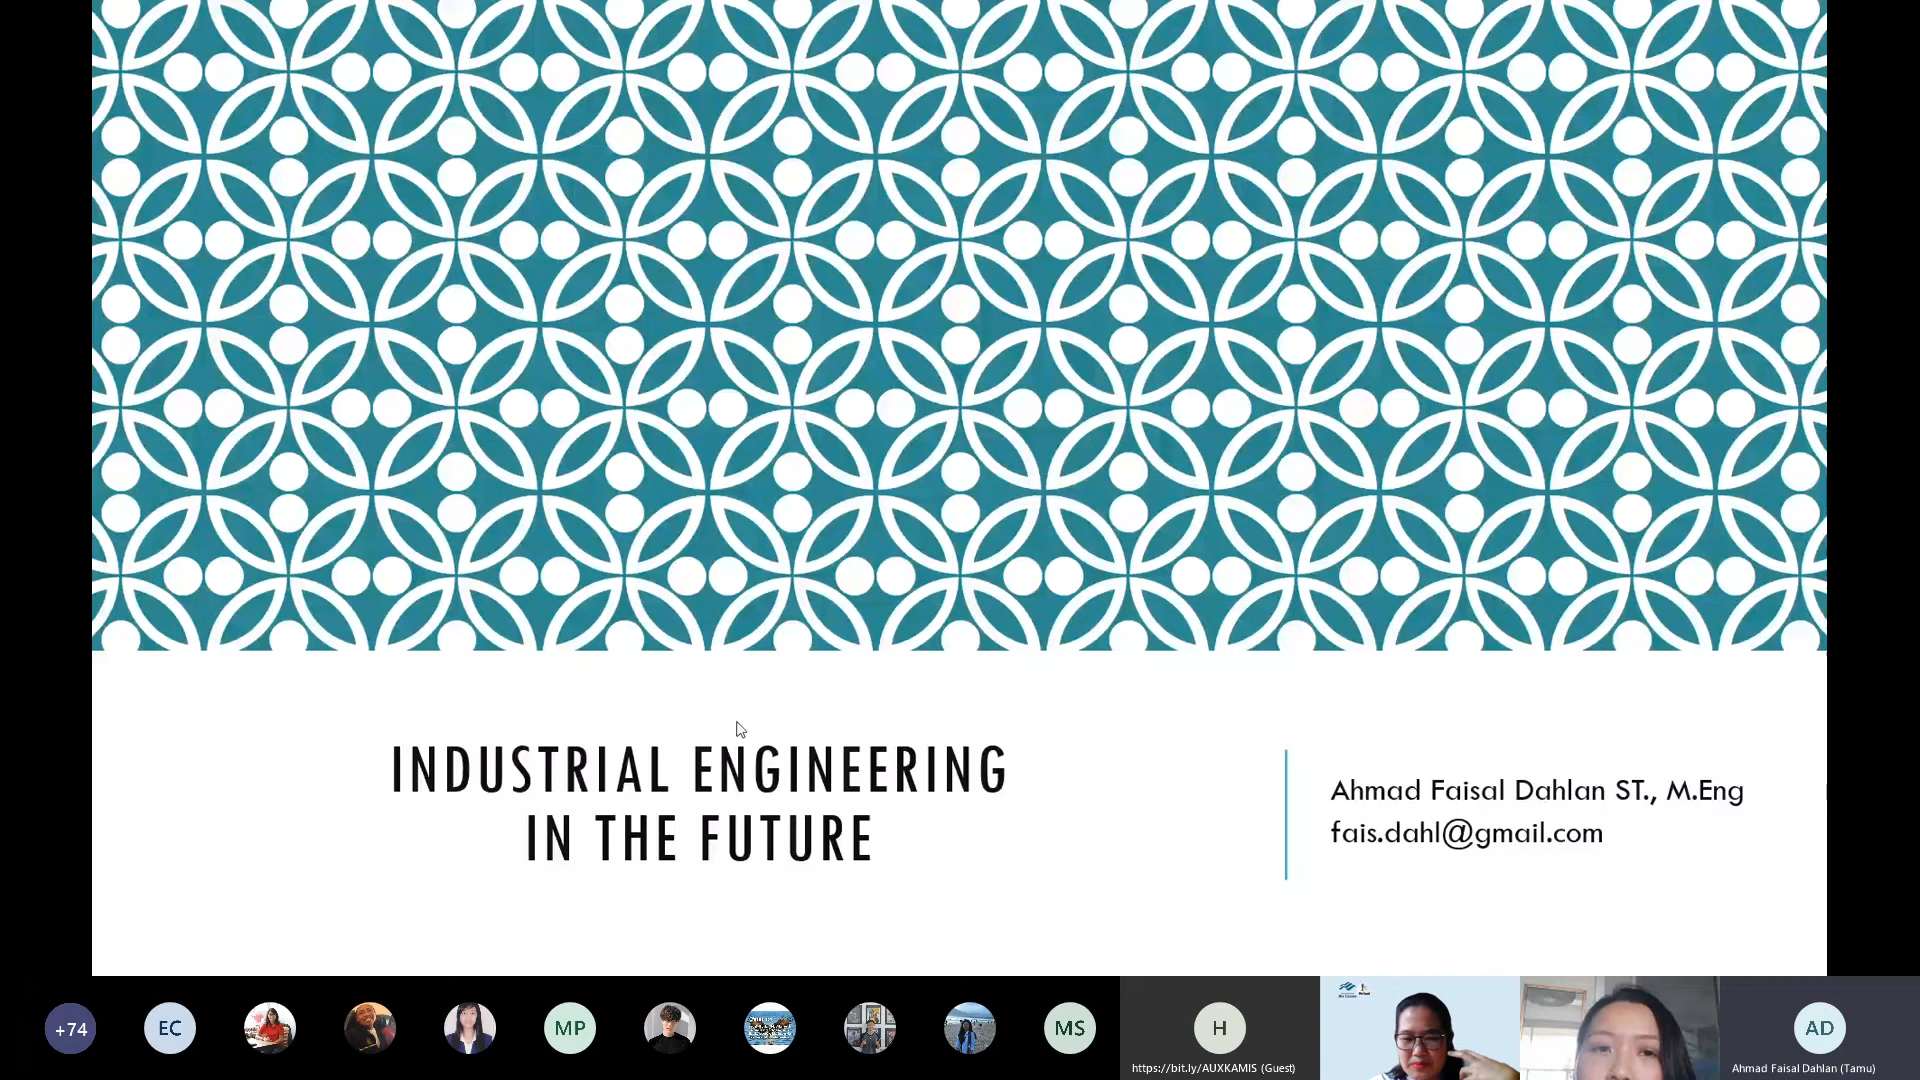 INDUSTRIAL ENGINEERING
IN THE FUTURE
Ahmad Faisal Dahlan ST., M.Eng
fais.dahl@gmail.com
+74
EC
MP
MS
H
https://bit.ly/AUXKAMIS (Guest)
AD
Ahmad Faisal Dahlan (Tamu)